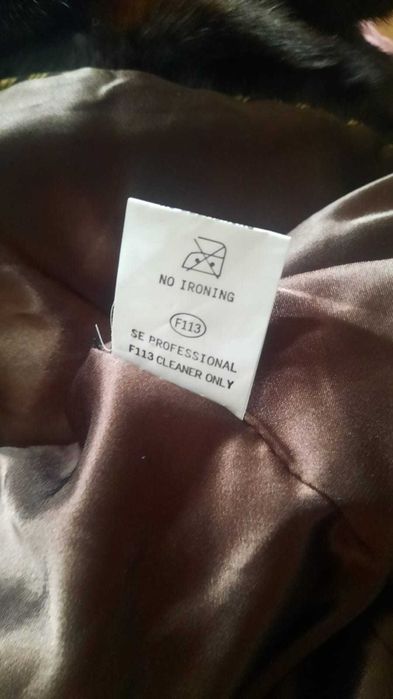 NO IRONING
F113
SE PROFESSIONAL
F113 CLEANER ONLY